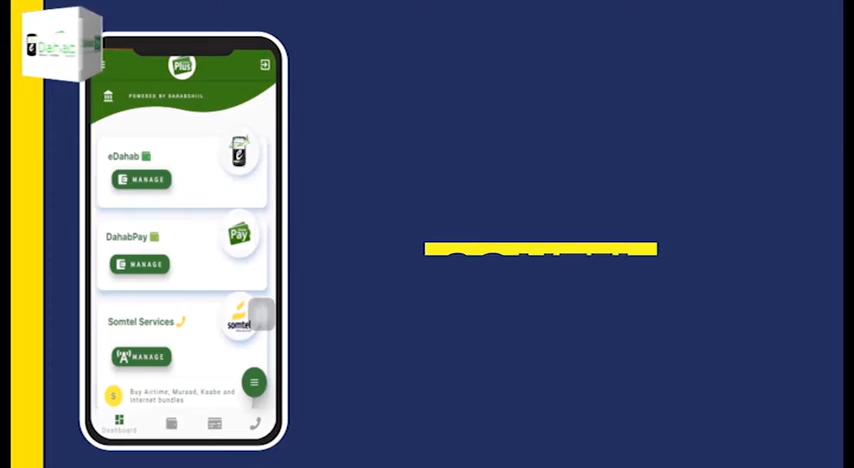 eDahab
Plus
POWERED BY DAHABSHIIL
eDahab
MANAGE
DahabPay
Pay
MANAGE
Somtel Services
somtel
MANAGE
$
Buy Airtime, Muraad, Kaabe and
Internet bundles
Dashboard